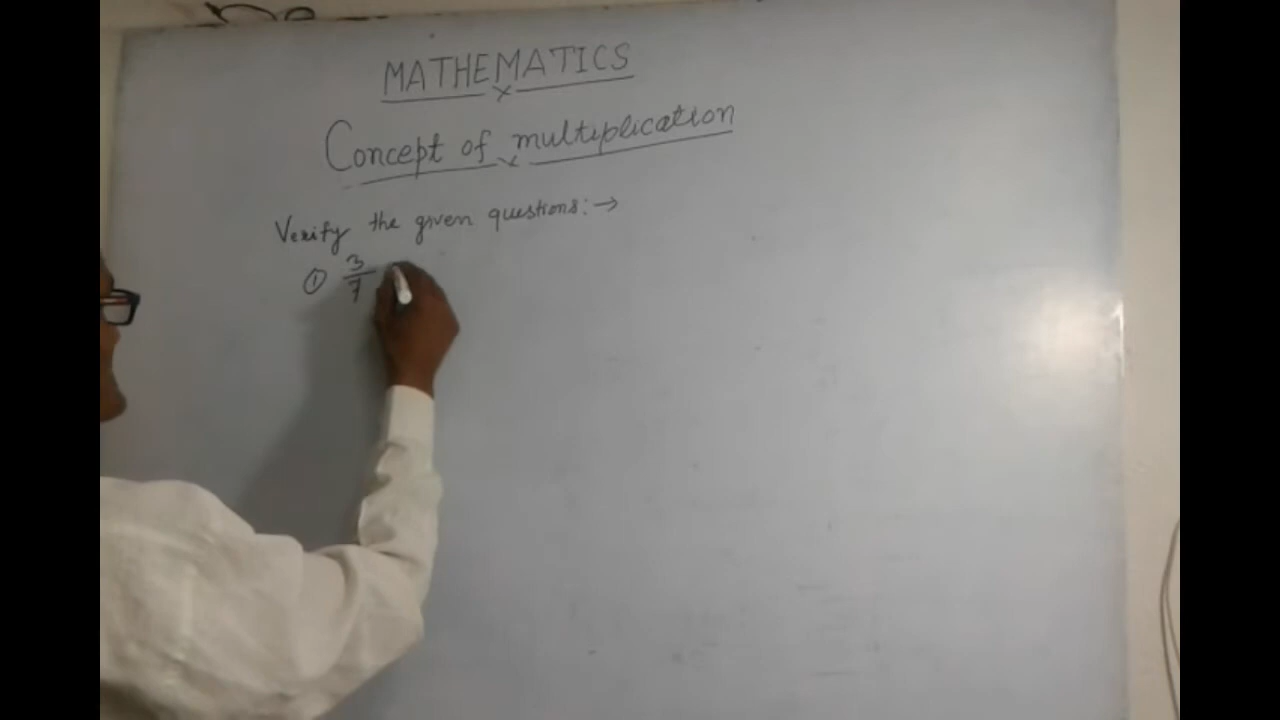 MATHEMATICS
Concept of multiplication
Verify the given questions:→
① 3/7